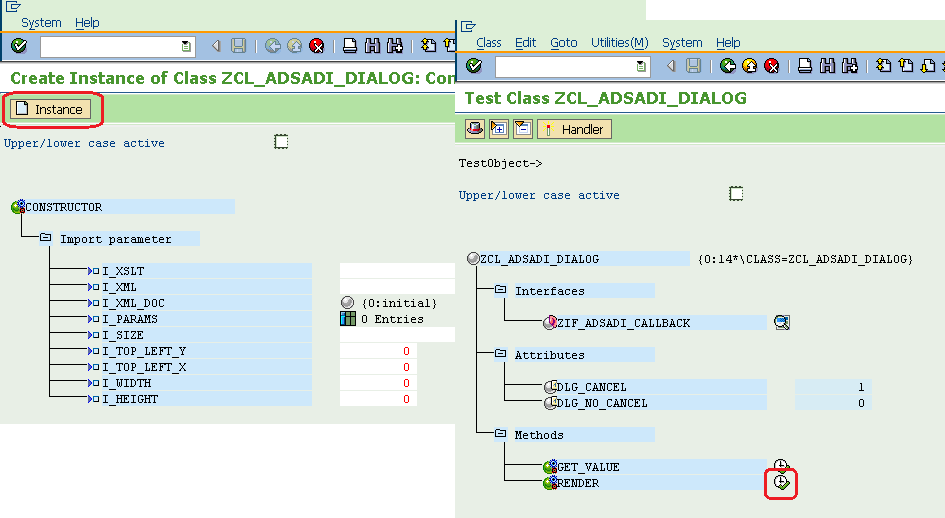 System Help
Create Instance of Class ZCL_ADSADI_DIALOG: Con
Instance
Upper/lower case active
CONSTRUCTOR
Import parameter
I_XSLT
I_XML
I_XML_DOC {O:initial}
I_PARAMS 0 Entries
I_SIZE
I_TOP_LEFT_Y 0
I_TOP_LEFT_X 0
I_WIDTH 0
I_HEIGHT 0
Class Edit Goto Utilities(M) System Help
Test Class ZCL_ADSADI_DIALOG
Handler
TestObject->
Upper/lower case active
ZCL_ADSADI_DIALOG {O:14*\CLASS=ZCL_ADSADI_DIALOG}
Interfaces
ZIF_ADSADI_CALLBACK
Attributes
DLG_CANCEL 1
DLG_NO_CANCEL 0
Methods
GET_VALUE
RENDER